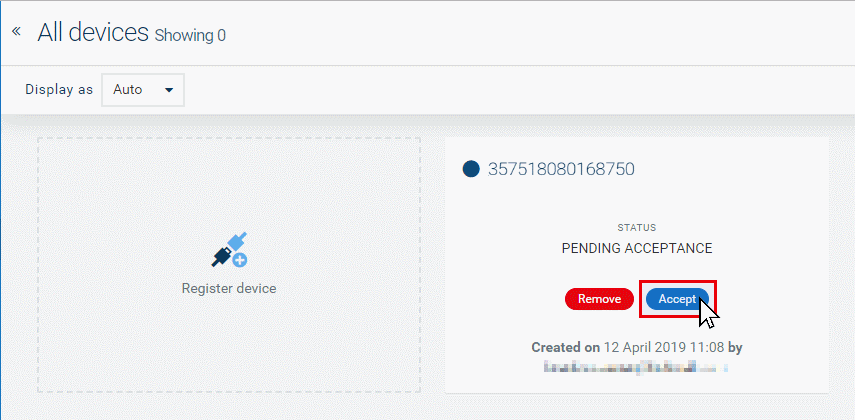 « All devices Showing 0
Display as Auto
357518080168750
STATUS
PENDING ACCEPTANCE
Register device
Remove Accept
Created on 12 April 2019 11:08 by